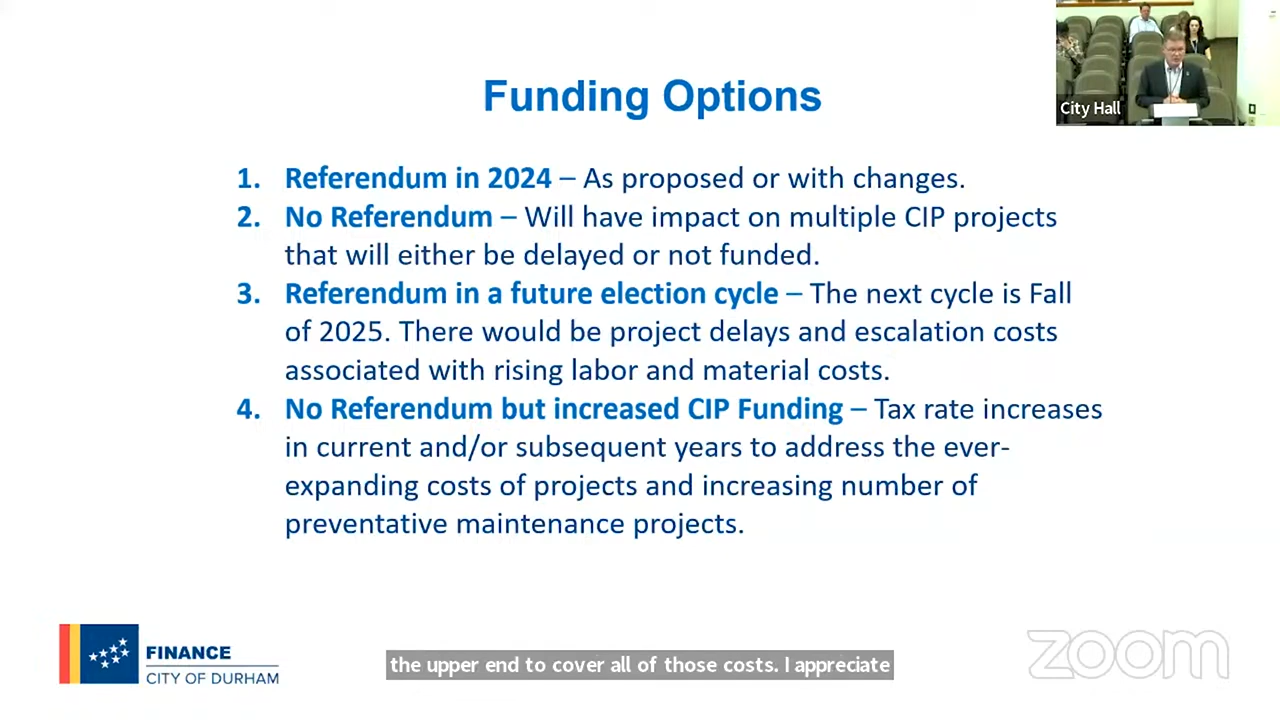 Funding Options
City Hall
1. Referendum in 2024 – As proposed or with changes.
2. No Referendum – Will have impact on multiple CIP projects
that will either be delayed or not funded.
3. Referendum in a future election cycle – The next cycle is Fall
of 2025. There would be project delays and escalation costs
associated with rising labor and material costs.
4. No Referendum but increased CIP Funding – Tax rate increases
in current and/or subsequent years to address the ever-
expanding costs of projects and increasing number of
preventative maintenance projects.
FINANCE
CITY OF DURHAM
the upper end to cover all of those costs. I appreciate
zoom